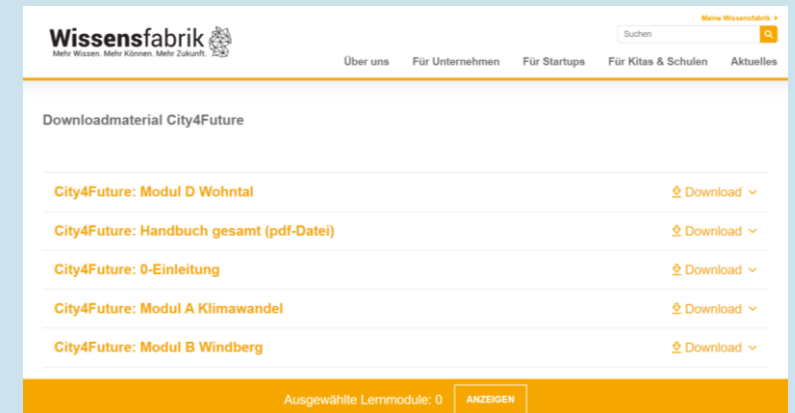 Meine Wissensfabrik
Wissensfabrik
Mehr Wissen. Mehr Können. Mehr Zukunft.
Suchen
Über uns Für Unternehmen Für Startups Für Kitas & Schulen Aktuelles
Downloadmaterial City4Future
City4Future: Modul D Wohntal Download
City4Future: Handbuch gesamt (pdf-Datei) Download
City4Future: 0-Einleitung Download
City4Future: Modul A Klimawandel Download
City4Future: Modul B Windberg Download
Ausgewählte Lernmodule: 0 ANZEIGEN